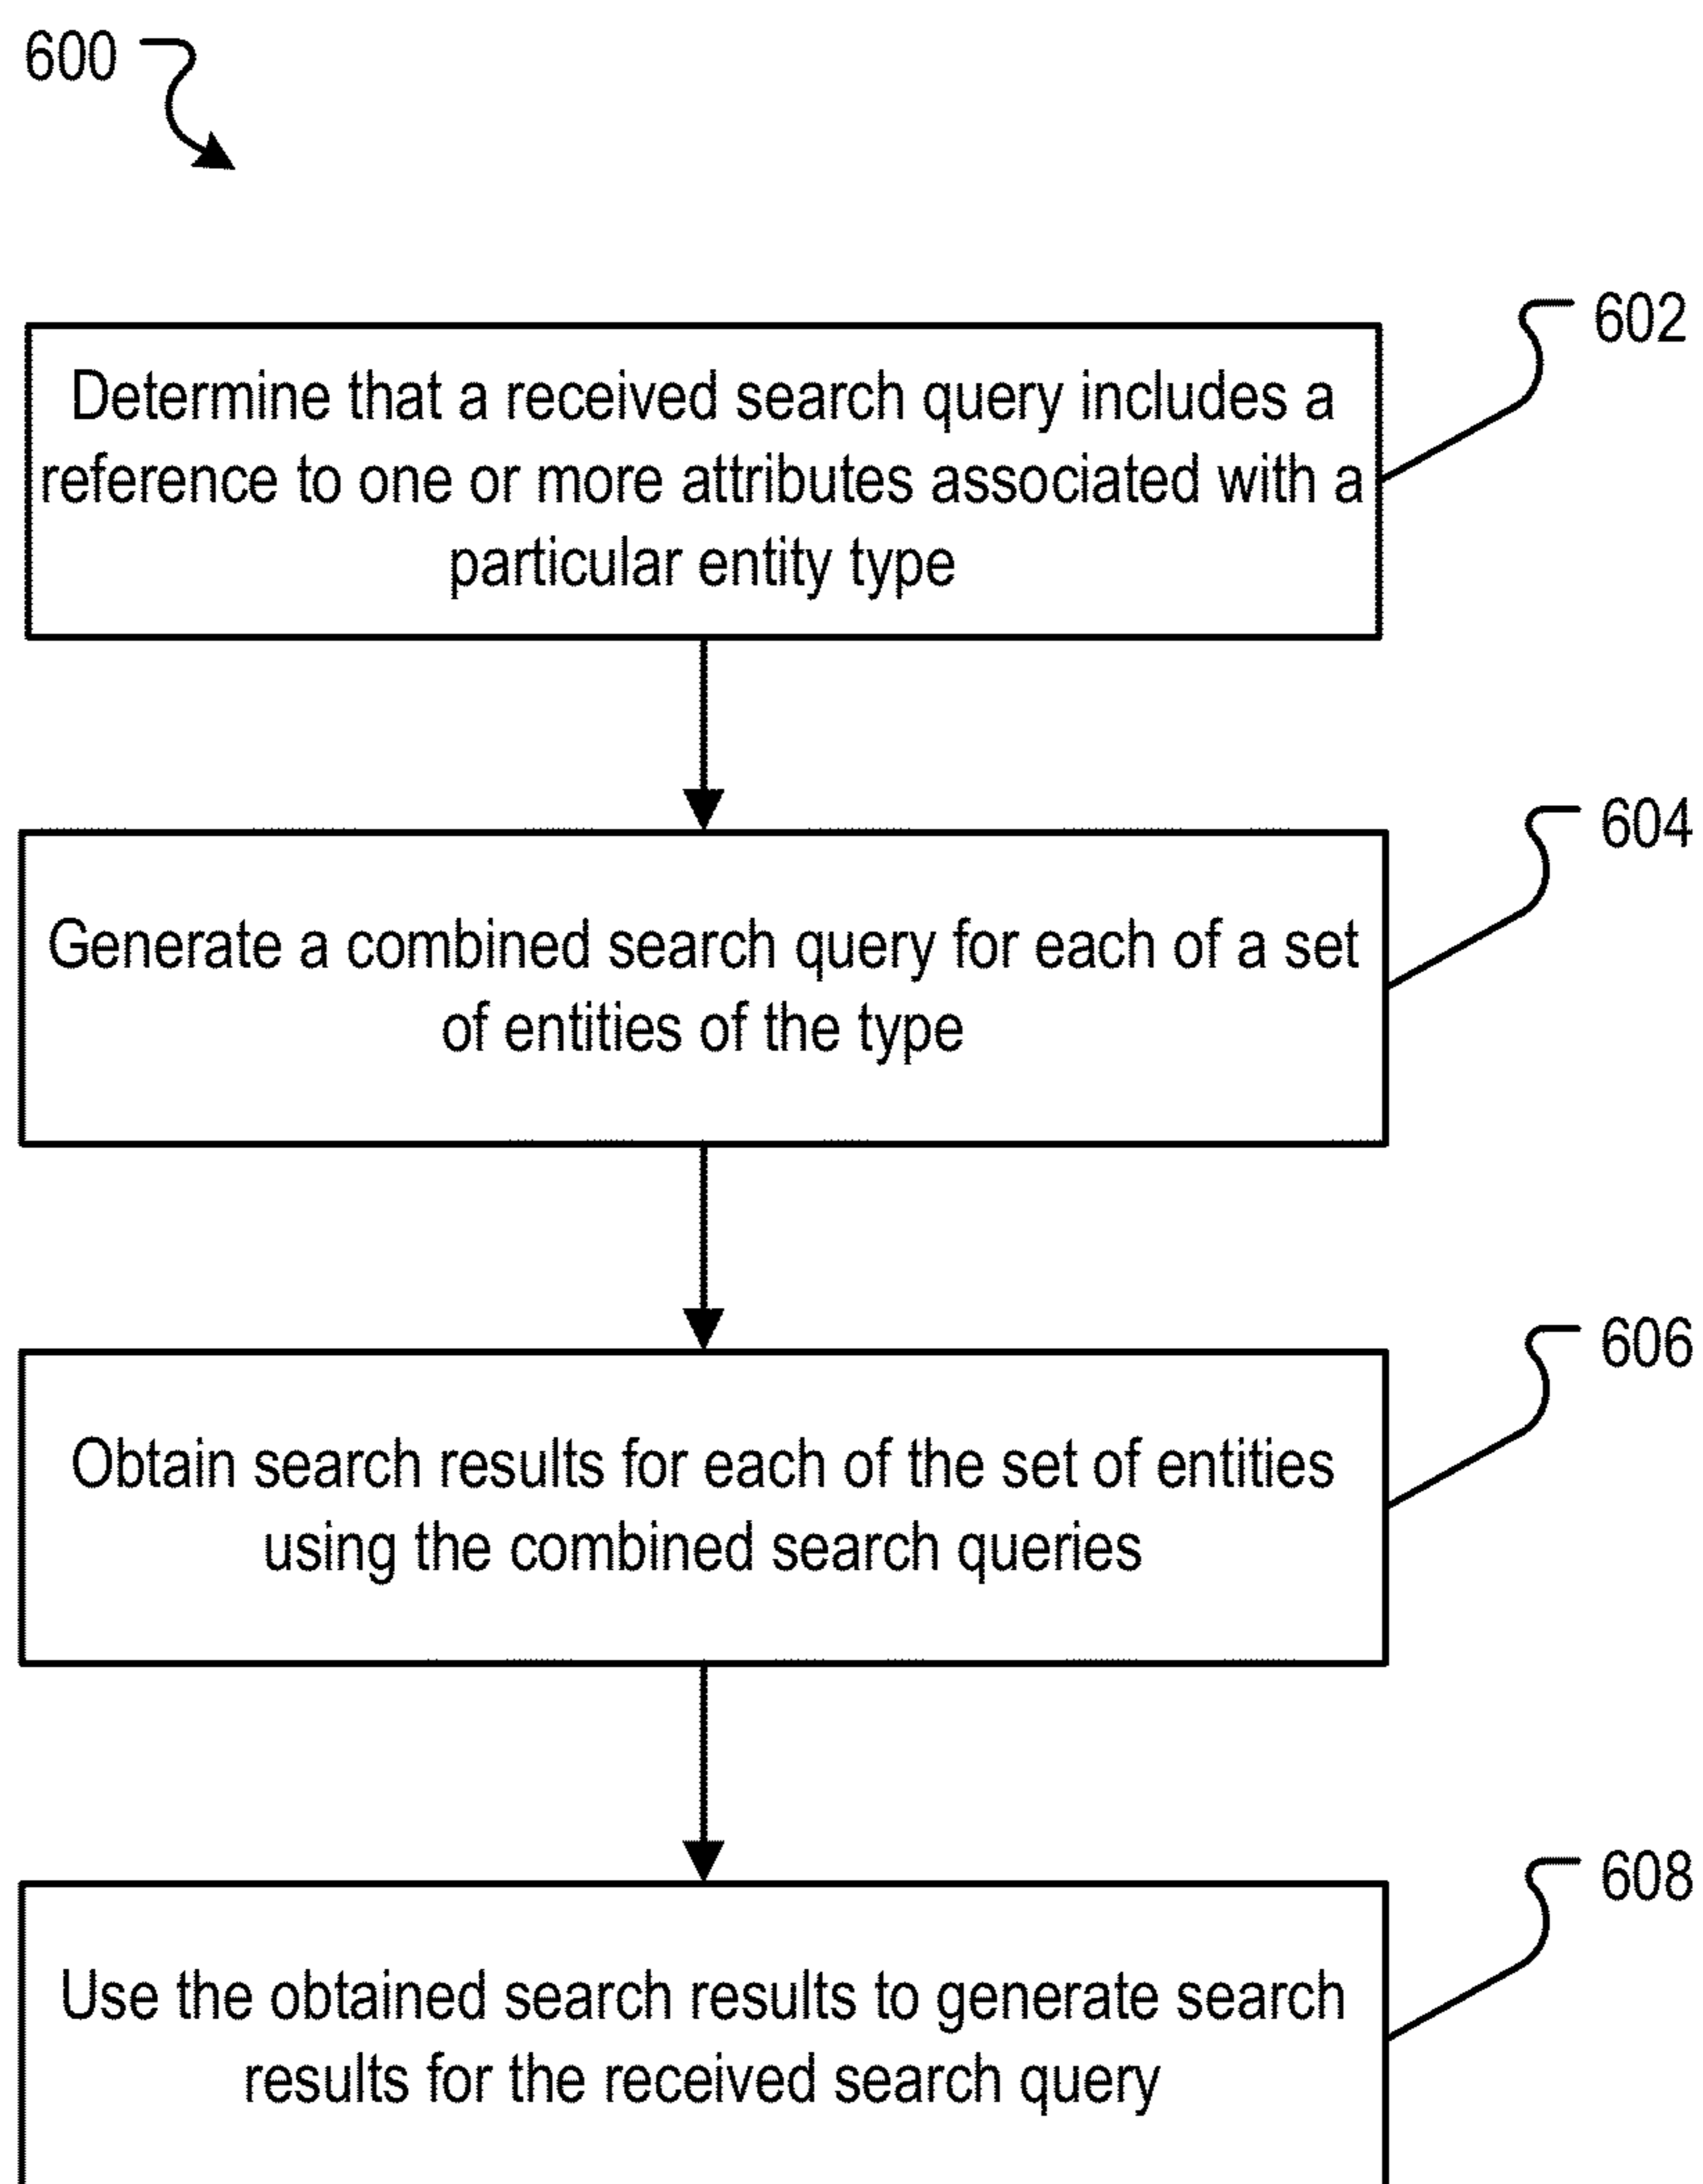 600
602
Determine that a received search query includes a
reference to one or more attributes associated with a
particular entity type
604
Generate a combined search query for each of a set
of entities of the type
606
Obtain search results for each of the set of entities
using the combined search queries
608
Use the obtained search results to generate search
results for the received search query